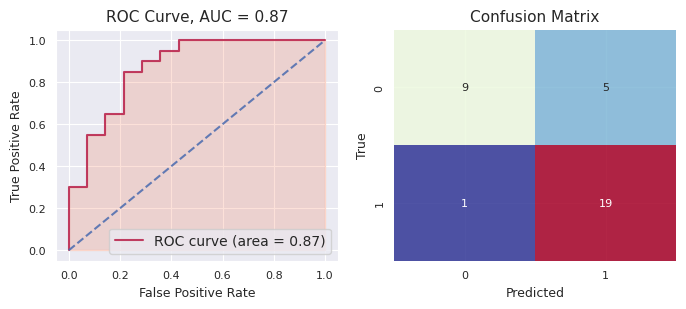 ROC Curve, AUC = 0.87
1.0
0.8
0.6
0.4
0.2
0.0
True Positive Rate
ROC curve (area = 0.87)
0.0 0.2 0.4 0.6 0.8 1.0
False Positive Rate
Confusion Matrix
True
0
9 5
1
1 19
0 1
Predicted